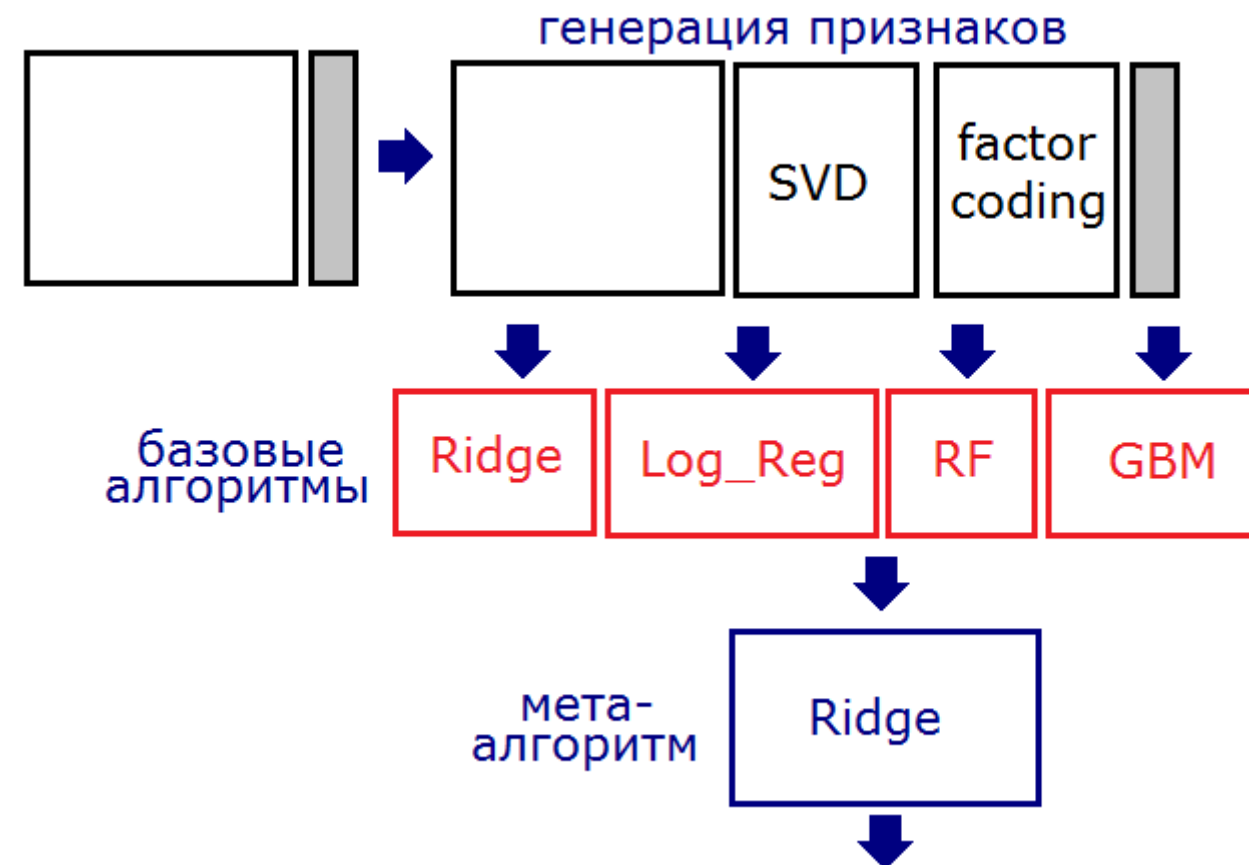 генерация признаков
SVD
factor
coding
базовые
алгоритмы
Ridge
Log_Reg
RF
GBM
мета-
алгоритм
Ridge